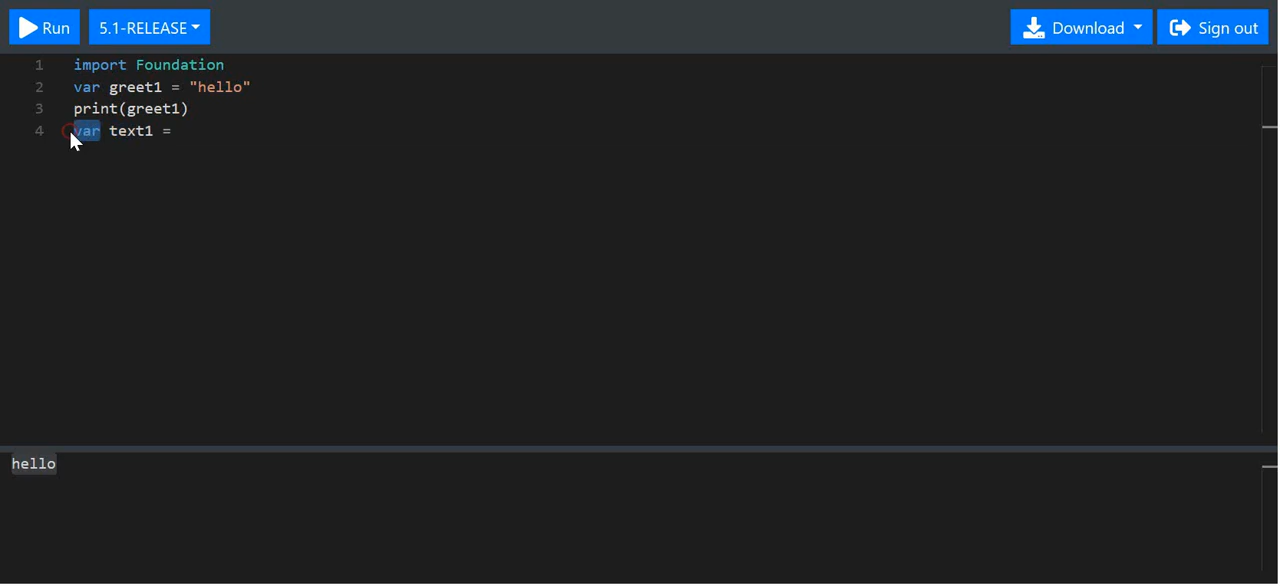 Run 5.1-RELEASE Download Sign out
1 import Foundation
2 var greet1 = "hello"
3 print(greet1)
4 var text1 =
hello